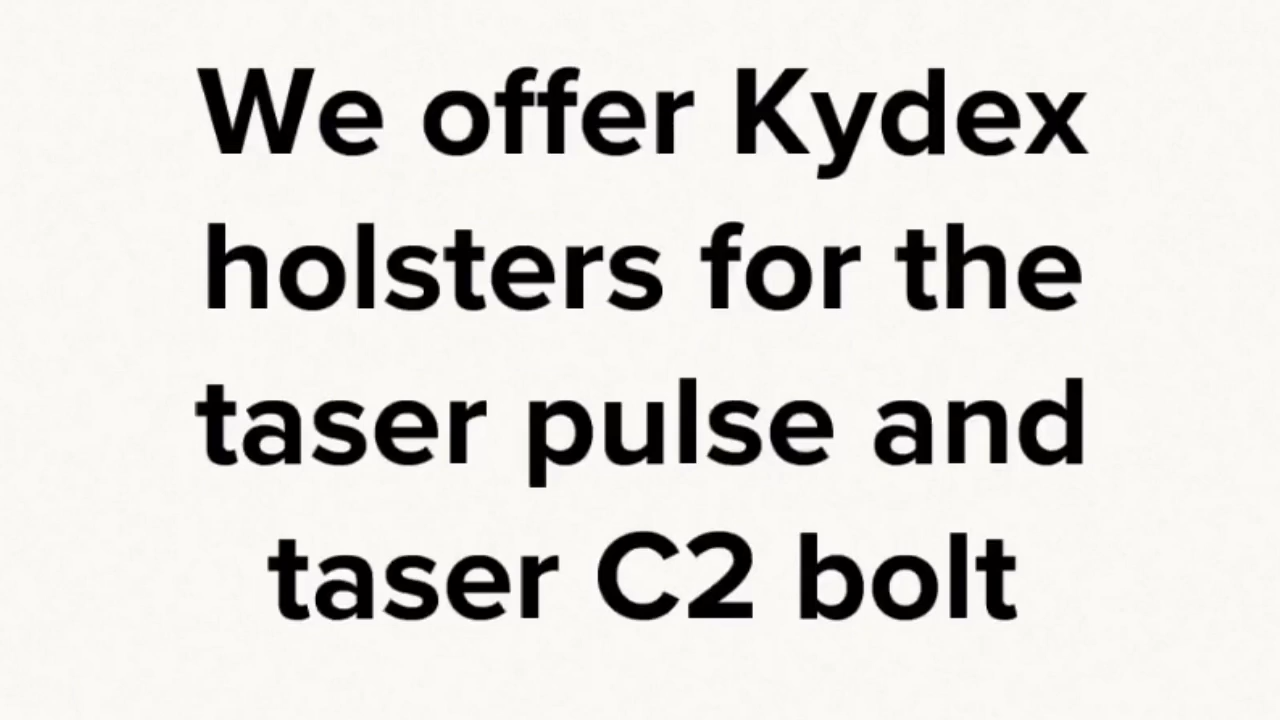 We offer Kydex
holsters for the
taser pulse and
taser C2 bolt